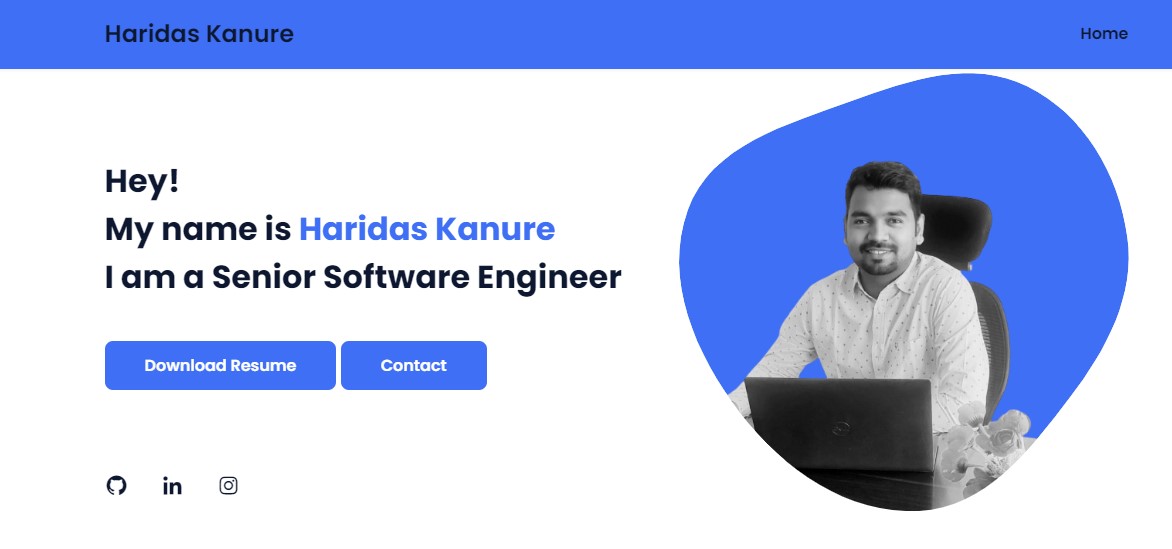 Haridas Kanure
Home
Hey!
My name is Haridas Kanure
I am a Senior Software Engineer
Download Resume
Contact
in